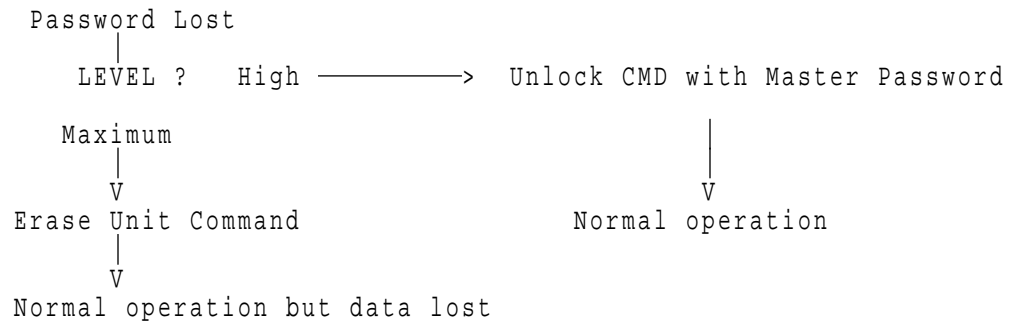 Password Lost
LEVEL ? High > Unlock CMD with Master Password
Maximum
V V
Erase Unit Command Normal operation
V
Normal operation but data lost